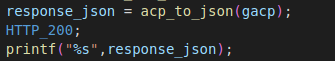 response_json = acp_to_json(gacp);
HTTP_200;
printf("%s",response_json);